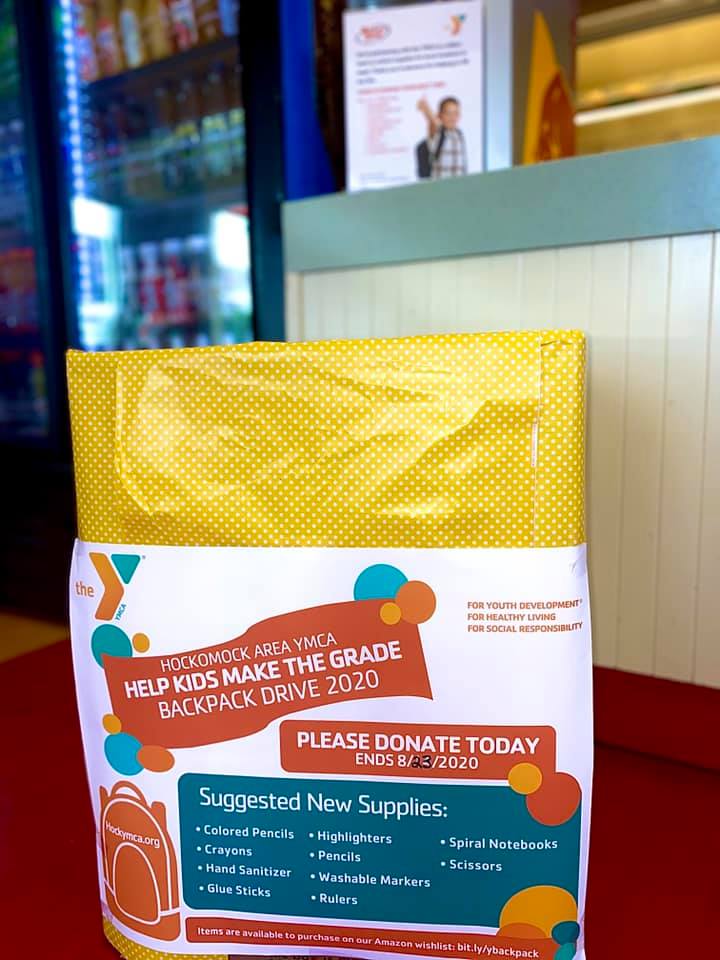 the
YMCA
FOR YOUTH DEVELOPMENT®
FOR HEALTHY LIVING
FOR SOCIAL RESPONSIBILITY
HOCKOMOCK AREA YMCA
HELP KIDS MAKE THE GRADE
BACKPACK DRIVE 2020
PLEASE DONATE TODAY
ENDS 8/23/2020
Suggested New Supplies:
• Colored Pencils
• Crayons
• Hand Sanitizer
• Glue Sticks
• Highlighters
• Pencils
• Washable Markers
• Rulers
• Spiral Notebooks
• Scissors
Hockymca.org
Items are available to purchase on our Amazon wishlist: bit.ly/ybackpack